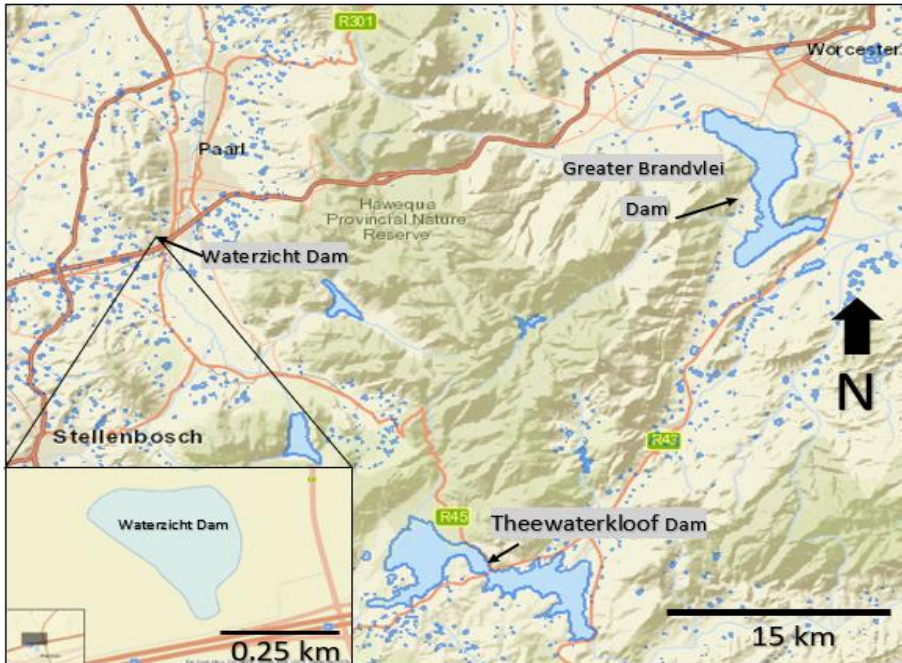 R301
Worcester
Paarl
Greater Brandvlei
Dam
Hawequa
Provincial Nature
Reserve
Waterzicht Dam
N
Stellenbosch
R43
Waterzicht Dam
R45
Theewaterkloof Dam
0.25 km
15 km